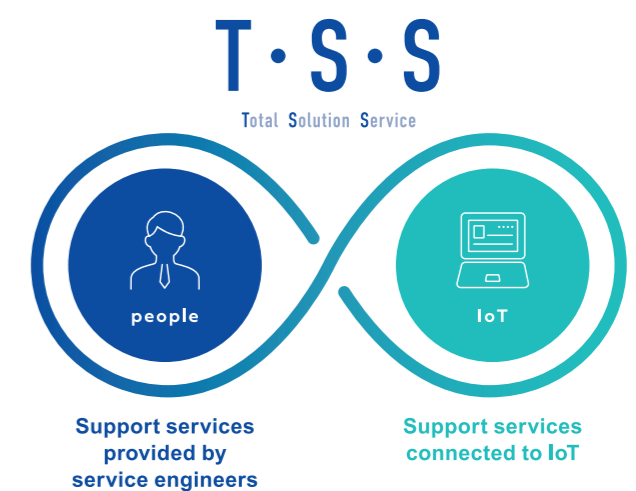 T・S・S
Total Solution Service
people
IoT
Support services
provided by
service engineers
Support services
connected to IoT